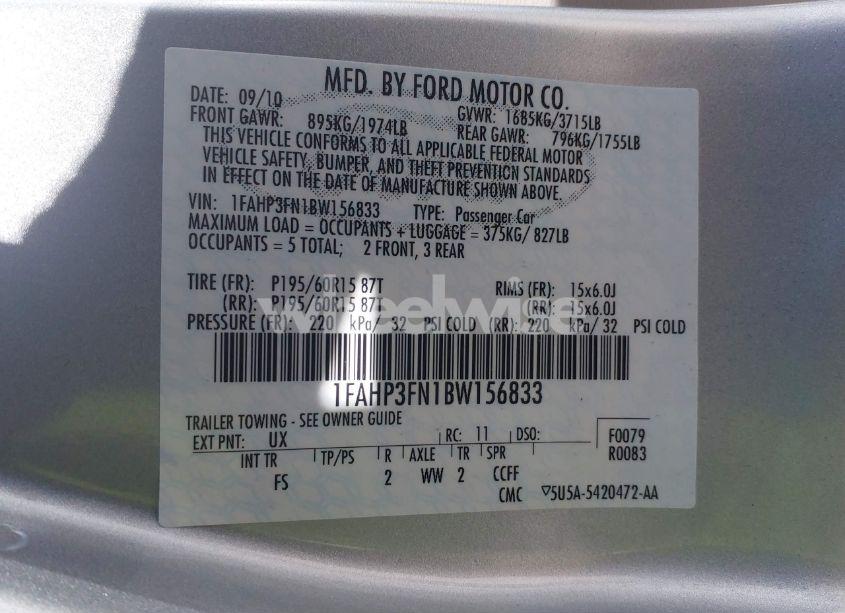 MFD. BY FORD MOTOR CO.
DATE: 09/10 GVWR: 1685KG/3715LB
FRONT GAWR: 895KG/1974LB REAR GAWR: 796KG/1755LB
THIS VEHICLE CONFORMS TO ALL APPLICABLE FEDERAL MOTOR
VEHICLE SAFETY, BUMPER, AND THEFT PREVENTION STANDARDS
IN EFFECT ON THE DATE OF MANUFACTURE SHOWN ABOVE.
VIN: 1FAHP3FN1BW156833 TYPE: Passenger Car
MAXIMUM LOAD = OCCUPANTS + LUGGAGE = 375KG/ 827LB
OCCUPANTS = 5 TOTAL; 2 FRONT, 3 REAR
TIRE (FR): P195/60R15 87T RIMS (FR): 15x6.0J
(RR): P195/60R15 87T (RR): 15x6.0J
wheelwise
PRESSURE (FR): 220 kPa/ 32 PSI COLD (RR): 220 kPa/ 32 PSI COLD
1FAHP3FN1BW156833
TRAILER TOWING - SEE OWNER GUIDE
EXT PNT: UX RC: 11 DSO: F0079
INT TR TP/PS R AXLE TR SPR R0083
FS 2 WW 2 CCFF
CMC ▽5U5A-5420472-AA